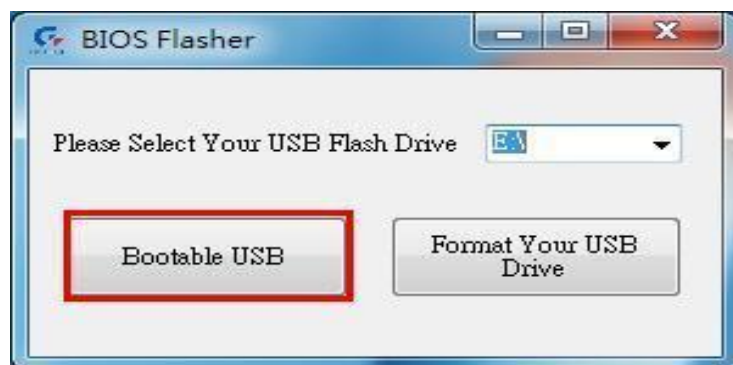 BIOS Flasher
Please Select Your USB Flash Drive E:\
Bootable USB
Format Your USB
Drive